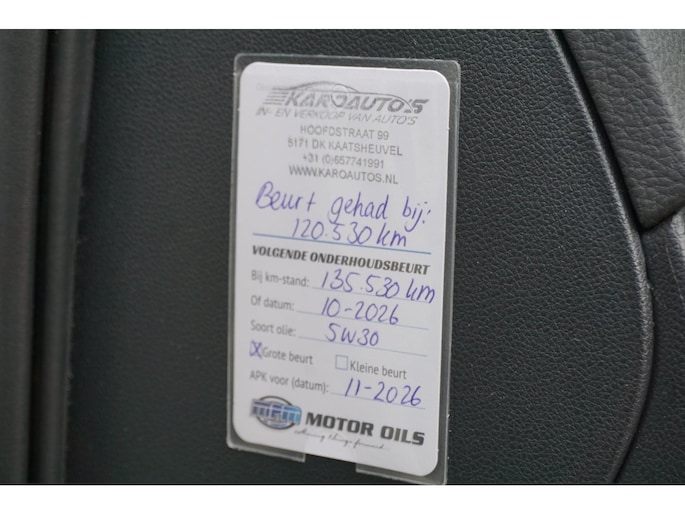 KAROAUTO'S
IN- EN VERKOOP VAN AUTO'S
HOOFDSTRAAT 99
5171 DK KAATSHEUVEL
+31 (0)657741991
WWW.KAROAUTOS.NL
Beurt gehad bij:
120.530 km
VOLGENDE ONDERHOUDSBEURT
Bij km-stand: 135.530 km
Of datum: 10-2026
Soort olie: 5W30
Grote beurt Kleine beurt
APK voor (datum): 11-2026
MPM MOTOR OILS